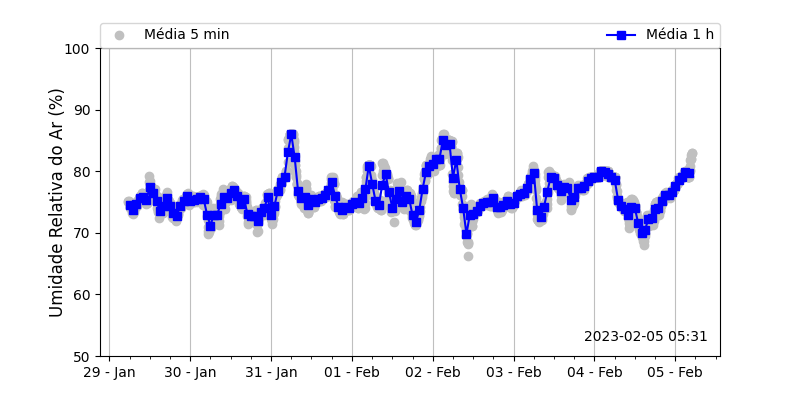 Média 5 min
Média 1 h
100
90
80
70
60
50
Umidade Relativa do Ar (%)
2023-02-05 05:31
29 - Jan
30 - Jan
31 - Jan
01 - Feb
02 - Feb
03 - Feb
04 - Feb
05 - Feb